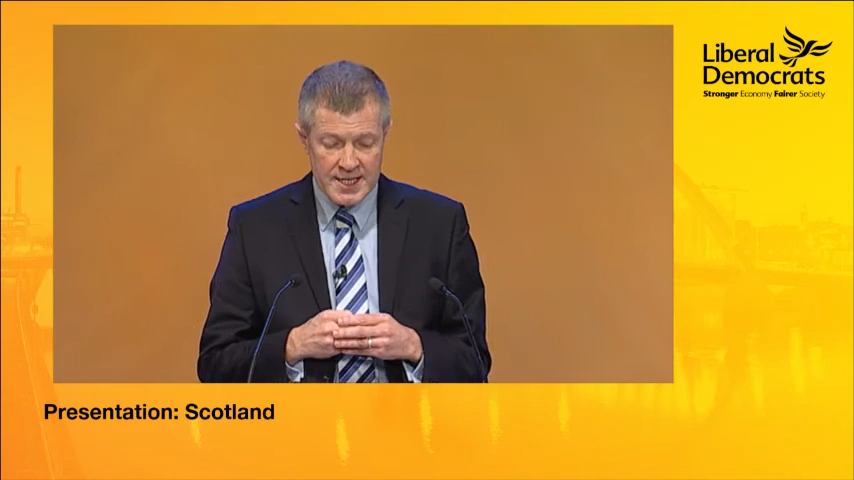 Liberal
Democrats
Stronger Economy Fairer Society
Presentation: Scotland